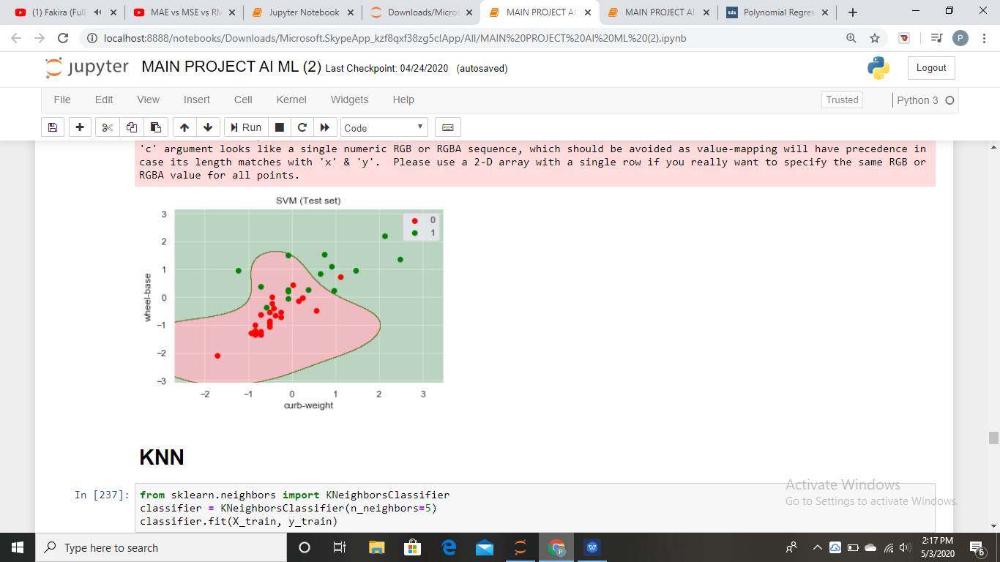 (1) Fakira (Full
MAE vs MSE vs RM
Jupyter Notebook
Downloads/Micros
MAIN PROJECT AI
MAIN PROJECT AI
tds Polynomial Regres
localhost:8888/notebooks/Downloads/Microsoft.SkypeApp_kzf8qxf38zg5c!App/All/MAIN%20PROJECT%20AI%20ML%20(2).ipynb
P
jupyter MAIN PROJECT AI ML (2) Last Checkpoint: 04/24/2020 (autosaved)
Logout
File Edit View Insert Cell Kernel Widgets Help
Trusted
Python 3
Run
Code
'c' argument looks like a single numeric RGB or RGBA sequence, which should be avoided as value-mapping will have precedence in
case its length matches with 'x' & 'y'.  Please use a 2-D array with a single row if you really want to specify the same RGB or
RGBA value for all points.
SVM (Test set)
3
2
1
0
−1
−2
−3
wheel-base
0
1
−2 −1 0 1 2 3
curb-weight
KNN
In [237]:
from sklearn.neighbors import KNeighborsClassifier
classifier = KNeighborsClassifier(n_neighbors=5)
classifier.fit(X_train, y_train)
Activate Windows
Go to Settings to activate Windows.
Type here to search
2:17 PM
5/3/2020
6